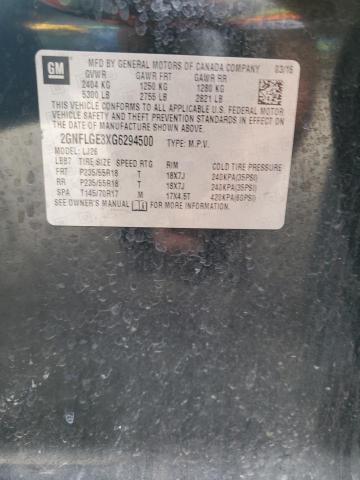 GM
MFD BY GENERAL MOTORS OF CANADA COMPANY 03/16
GVWR GAWR FRT GAWR RR
2404 KG 1250 KG 1280 KG
5300 LB 2755 LB 2821 LB
THIS VEHICLE CONFORMS TO ALL APPLICABLE U.S. FEDERAL MOTOR
VEHICLE SAFETY AND THEFT PREVENTION STANDARDS IN EFFECT
ON THE DATE OF MANUFACTURE SHOWN ABOVE.
2GNFLGE3XG6294500 TYPE: M.P.V.
MODEL: LJ26
LBBT TIRE SIZE SPEED RTG RIM COLD TIRE PRESSURE
FRT P235/55R18 T 18X7J 240KPA(35PSI)
RR P235/55R18 T 18X7J 240KPA(35PSI)
SPA T145/70R17 M 17X4.5T 420KPA(60PSI)
SEE OWNER'S MANUAL FOR MORE INFORMATION.